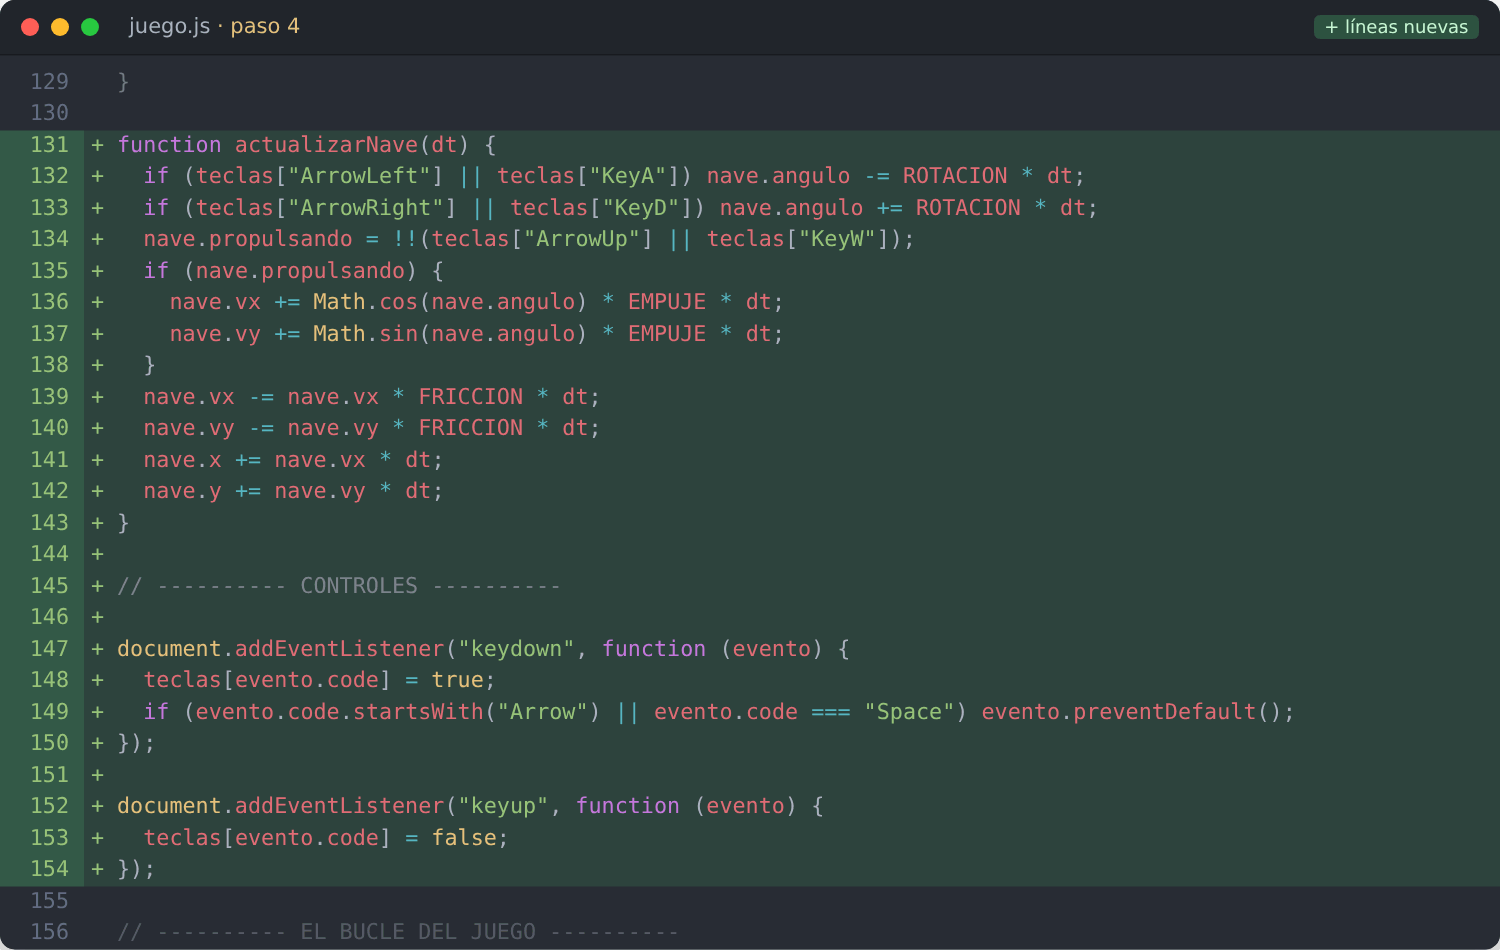 juego.js · paso 4
+ líneas nuevas
129 }
130
131 + function actualizarNave(dt) {
132 +   if (teclas["ArrowLeft"] || teclas["KeyA"]) nave.angulo -= ROTACION * dt;
133 +   if (teclas["ArrowRight"] || teclas["KeyD"]) nave.angulo += ROTACION * dt;
134 +   nave.propulsando = !!(teclas["ArrowUp"] || teclas["KeyW"]);
135 +   if (nave.propulsando) {
136 +     nave.vx += Math.cos(nave.angulo) * EMPUJE * dt;
137 +     nave.vy += Math.sin(nave.angulo) * EMPUJE * dt;
138 +   }
139 +   nave.vx -= nave.vx * FRICCION * dt;
140 +   nave.vy -= nave.vy * FRICCION * dt;
141 +   nave.x += nave.vx * dt;
142 +   nave.y += nave.vy * dt;
143 + }
144 +
145 + // ---------- CONTROLES ----------
146 +
147 + document.addEventListener("keydown", function (evento) {
148 +   teclas[evento.code] = true;
149 +   if (evento.code.startsWith("Arrow") || evento.code === "Space") evento.preventDefault();
150 + });
151 +
152 + document.addEventListener("keyup", function (evento) {
153 +   teclas[evento.code] = false;
154 + });
155
156 // ---------- EL BUCLE DEL JUEGO ----------